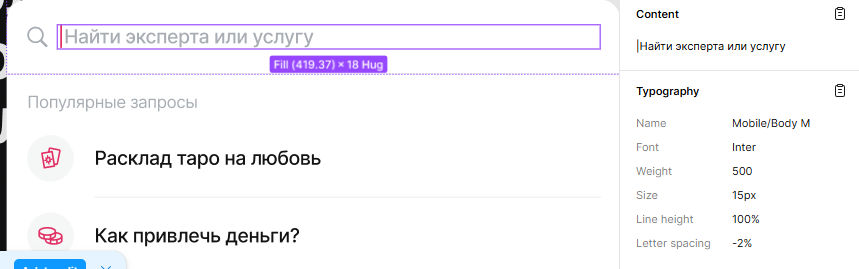 Content
Найти эксперта или услугу
|Найти эксперта или услугу
Fill (419.37) × 18 Hug
Typography
Популярные запросы
Name Mobile/Body M
Font Inter
Расклад таро на любовь
Weight 500
Size 15px
Line height 100%
Как привлечь деньги?
Letter spacing -2%